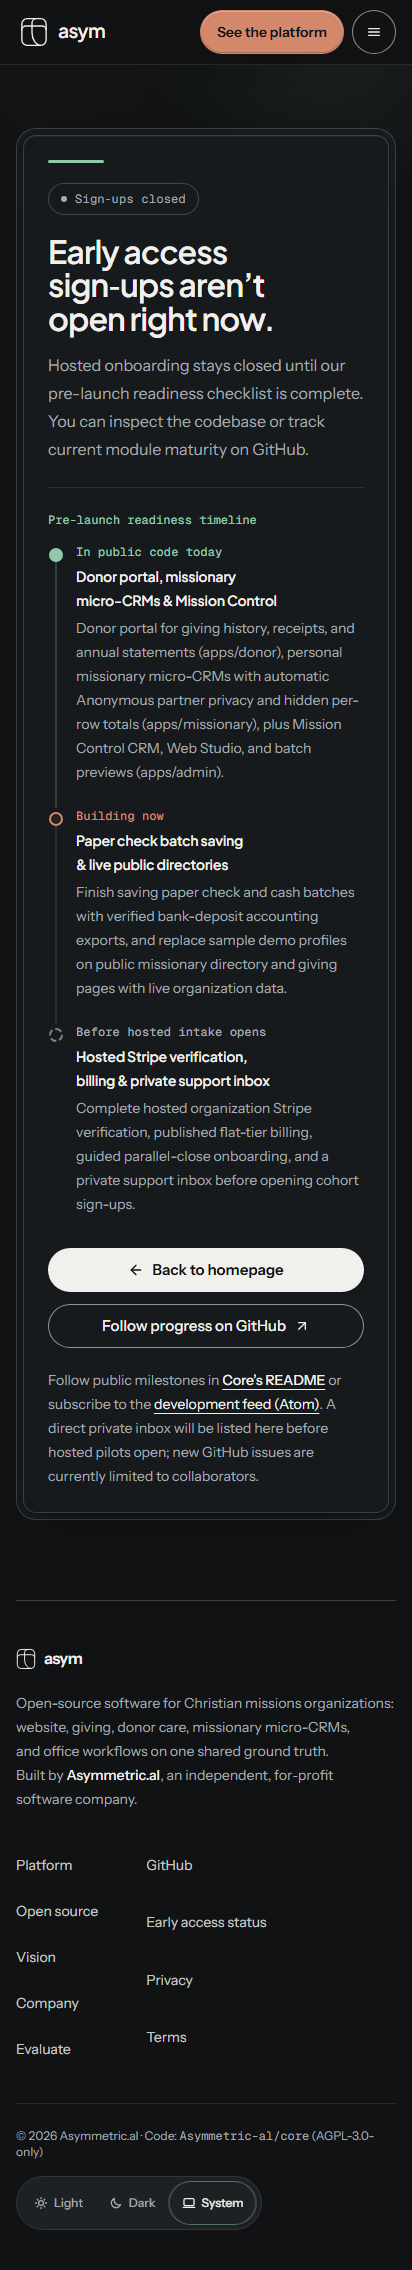 asym
See the platform
Sign-ups closed
Early access
sign-ups aren’t
open right now.
Hosted onboarding stays closed until our
pre-launch readiness checklist is complete.
You can inspect the codebase or track
current module maturity on GitHub.
Pre-launch readiness timeline
In public code today
Donor portal, missionary
micro-CRMs & Mission Control
Donor portal for giving history, receipts, and
annual statements (apps/donor), personal
missionary micro-CRMs with automatic
Anonymous partner privacy and hidden per-
row totals (apps/missionary), plus Mission
Control CRM, Web Studio, and batch
previews (apps/admin).
Building now
Paper check batch saving
& live public directories
Finish saving paper check and cash batches
with verified bank-deposit accounting
exports, and replace sample demo profiles
on public missionary directory and giving
pages with live organization data.
Before hosted intake opens
Hosted Stripe verification,
billing & private support inbox
Complete hosted organization Stripe
verification, published flat-tier billing,
guided parallel-close onboarding, and a
private support inbox before opening cohort
sign-ups.
← Back to homepage
Follow progress on GitHub ↗
Follow public milestones in Core’s README or
subscribe to the development feed (Atom). A
direct private inbox will be listed here before
hosted pilots open; new GitHub issues are
currently limited to collaborators.
asym
Open-source software for Christian missions organizations:
website, giving, donor care, missionary micro-CRMs,
and office workflows on one shared ground truth.
Built by Asymmetric.al, an independent, for-profit
software company.
Platform
Open source
Vision
Company
Evaluate
GitHub
Early access status
Privacy
Terms
© 2026 Asymmetric.al · Code: Asymmetric-al/core (AGPL-3.0-
only)
Light
Dark
System